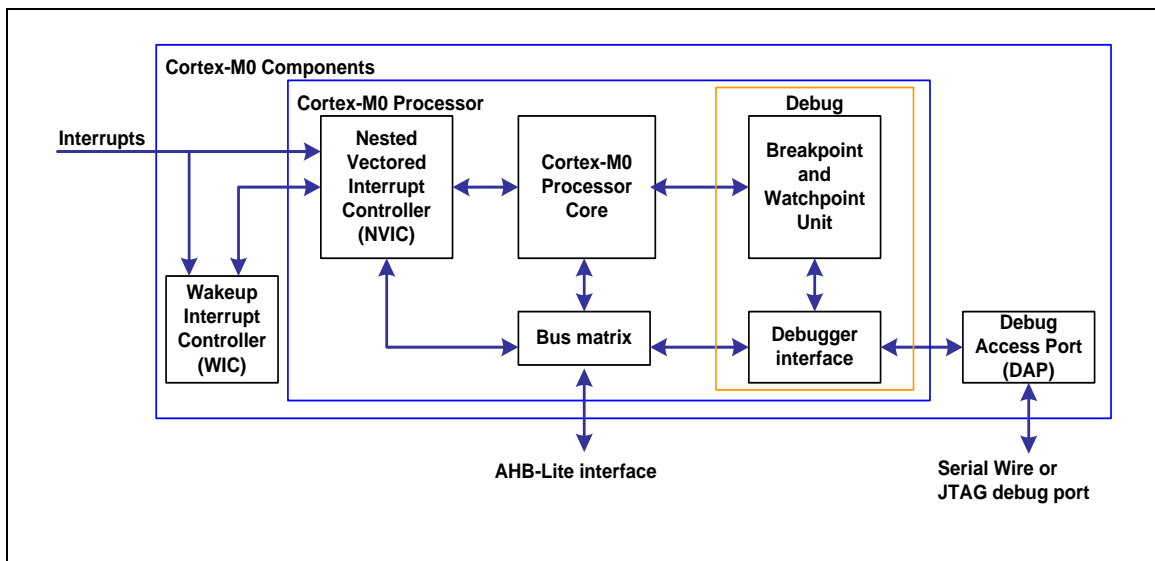 Cortex-M0 Components
Cortex-M0 Processor
Debug
Interrupts
Nested
Vectored
Interrupt
Controller
(NVIC)
Cortex-M0
Processor
Core
Breakpoint
and
Watchpoint
Unit
Wakeup
Interrupt
Controller
(WIC)
Bus matrix
Debugger
interface
Debug
Access Port
(DAP)
AHB-Lite interface
Serial Wire or
JTAG debug port